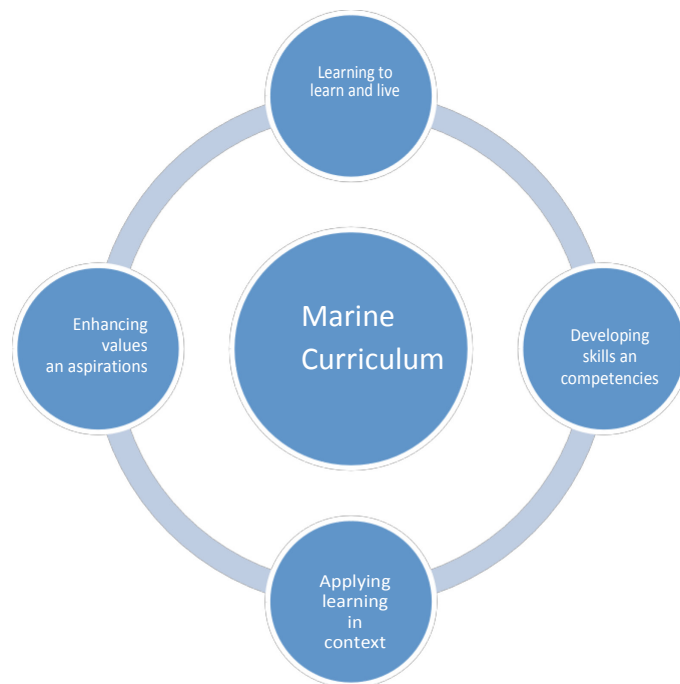 Learning to
learn and live
Enhancing
values
an aspirations
Marine
Curriculum
Developing
skills an
competencies
Applying
learning
in
context